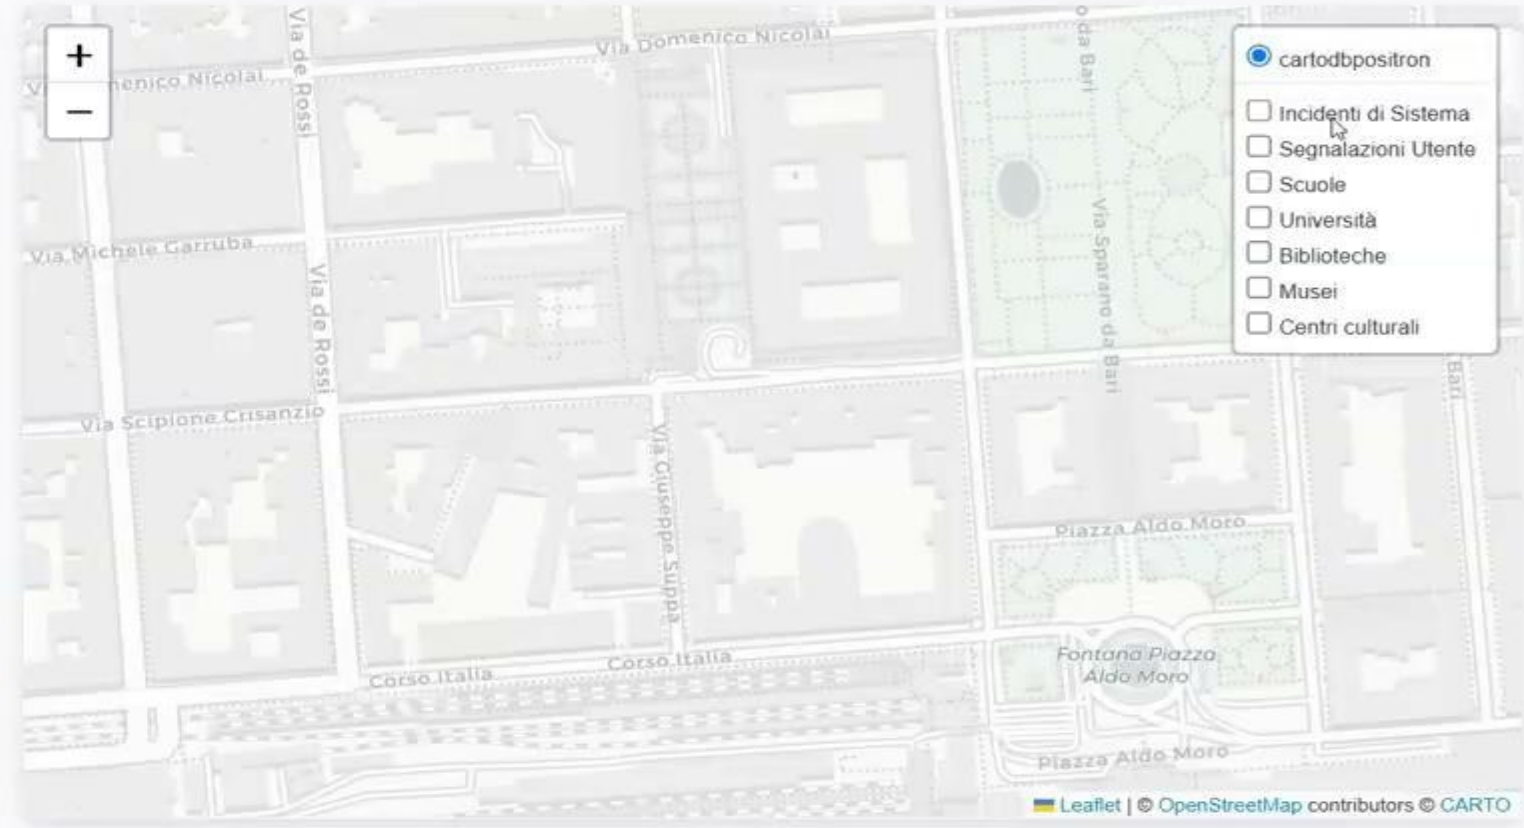 +
−
Via Domenico Nicolai
enico Nicolai
Via de Rossi
o da Bari
Via Michele Garruba
Via de Rossi
Via Sparano da Bari
Via Scipione Crisanzio
Via Giuseppe Suppa
Bari
Piazza Aldo Moro
Corso Italia
Corso Italia
Fontana Piazza
Aldo Moro
Piazza Aldo Moro
cartodbpositron
Incidenti di Sistema
Segnalazioni Utente
Scuole
Università
Biblioteche
Musei
Centri culturali
Leaflet | © OpenStreetMap contributors © CARTO